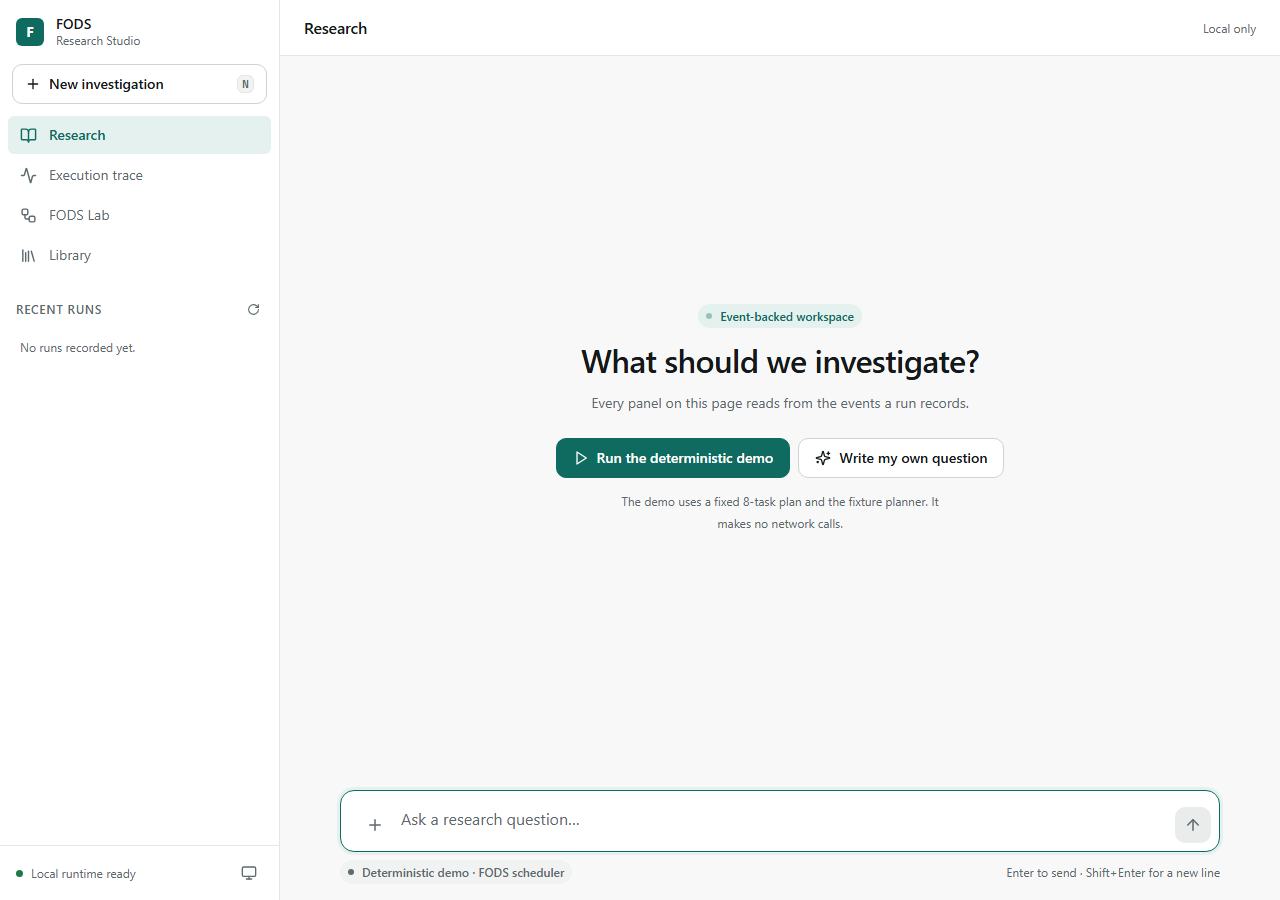 F
FODS
Research Studio
New investigation
N
Research
Execution trace
FODS Lab
Library
RECENT RUNS
No runs recorded yet.
Local runtime ready
Research
Local only
Event-backed workspace
What should we investigate?
Every panel on this page reads from the events a run records.
Run the deterministic demo
Write my own question
The demo uses a fixed 8-task plan and the fixture planner. It
makes no network calls.
Ask a research question...
Deterministic demo · FODS scheduler
Enter to send · Shift+Enter for a new line